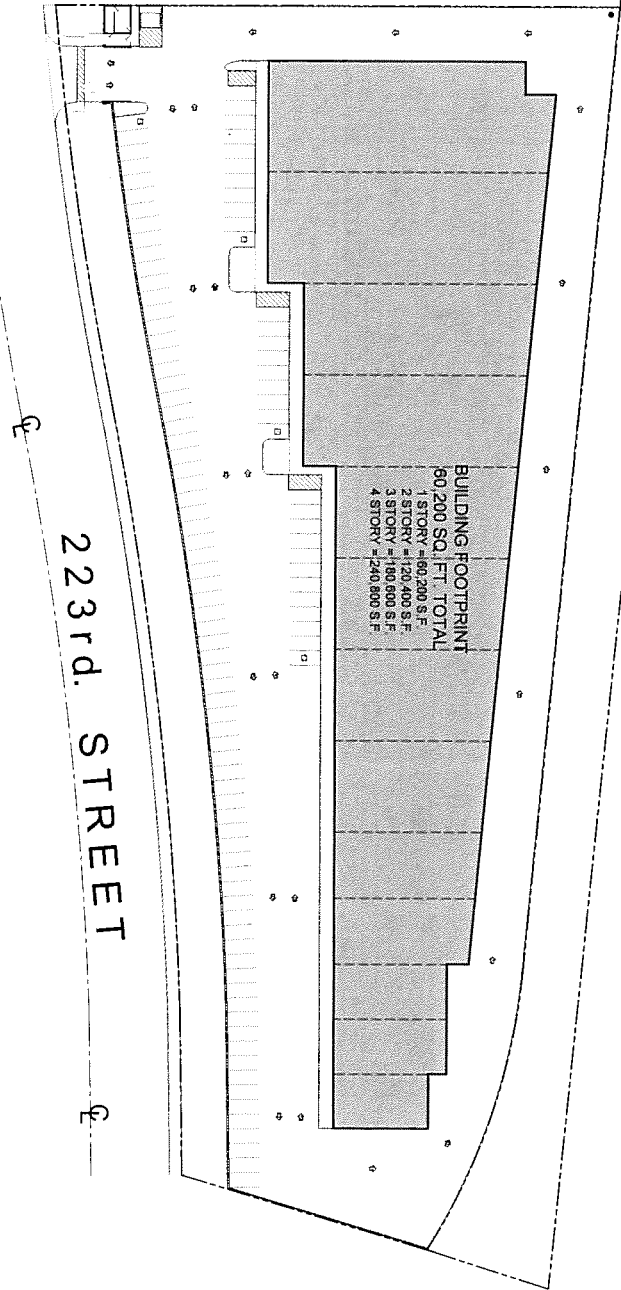 BUILDING FOOTPRINT
60,200 SQ. FT. TOTAL
1 STORY = 60,200 S.F.
2 STORY = 120,400 S.F.
3 STORY = 180,600 S.F.
4 STORY = 240,800 S.F.
223rd. STREET
℄
℄